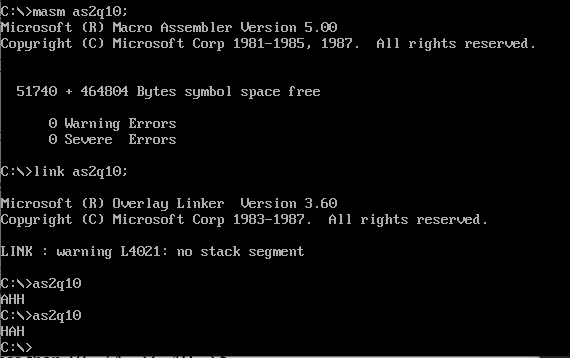 C:\>masm as2q10;
Microsoft (R) Macro Assembler Version 5.00
Copyright (C) Microsoft Corp 1981-1985, 1987.  All rights reserved.
51740 + 464804 Bytes symbol space free
0 Warning Errors
0 Severe  Errors
C:\>link as2q10;
Microsoft (R) Overlay Linker  Version 3.60
Copyright (C) Microsoft Corp 1983-1987.  All rights reserved.
LINK : warning L4021: no stack segment
C:\>as2q10
AHH
C:\>as2q10
HAH
C:\>